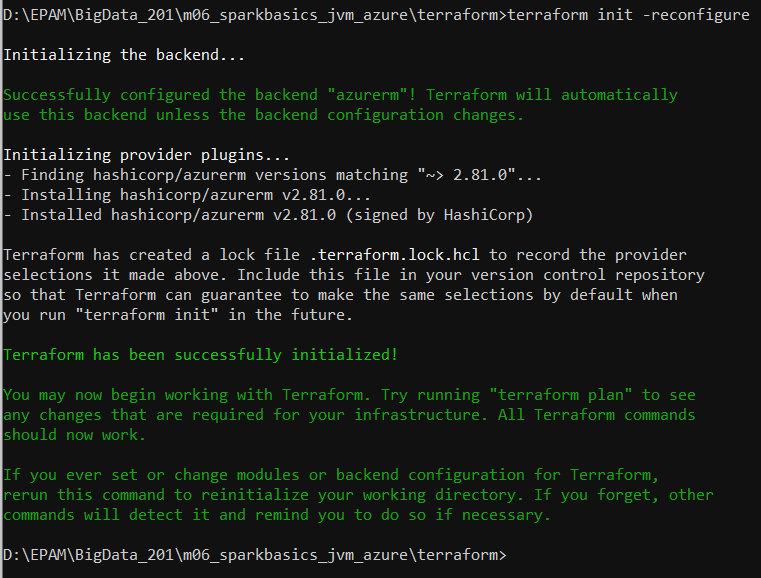 D:\EPAM\BigData_201\m06_sparkbasics_jvm_azure\terraform>terraform init -reconfigure
Initializing the backend...
Successfully configured the backend "azurerm"! Terraform will automatically
use this backend unless the backend configuration changes.
Initializing provider plugins...
- Finding hashicorp/azurerm versions matching "~> 2.81.0"...
- Installing hashicorp/azurerm v2.81.0...
- Installed hashicorp/azurerm v2.81.0 (signed by HashiCorp)
Terraform has created a lock file .terraform.lock.hcl to record the provider
selections it made above. Include this file in your version control repository
so that Terraform can guarantee to make the same selections by default when
you run "terraform init" in the future.
Terraform has been successfully initialized!
You may now begin working with Terraform. Try running "terraform plan" to see
any changes that are required for your infrastructure. All Terraform commands
should now work.
If you ever set or change modules or backend configuration for Terraform,
rerun this command to reinitialize your working directory. If you forget, other
commands will detect it and remind you to do so if necessary.
D:\EPAM\BigData_201\m06_sparkbasics_jvm_azure\terraform>